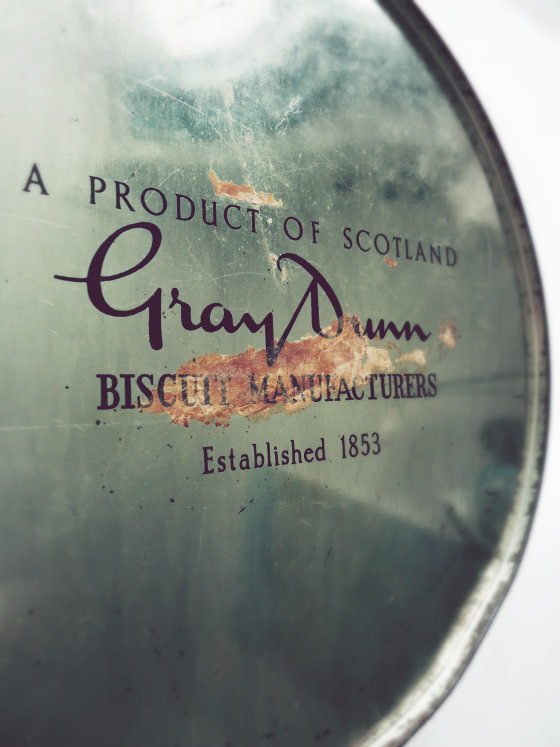 A PRODUCT OF SCOTLAND
Gray Dunn
BISCUIT MANUFACTURERS
Established 1853